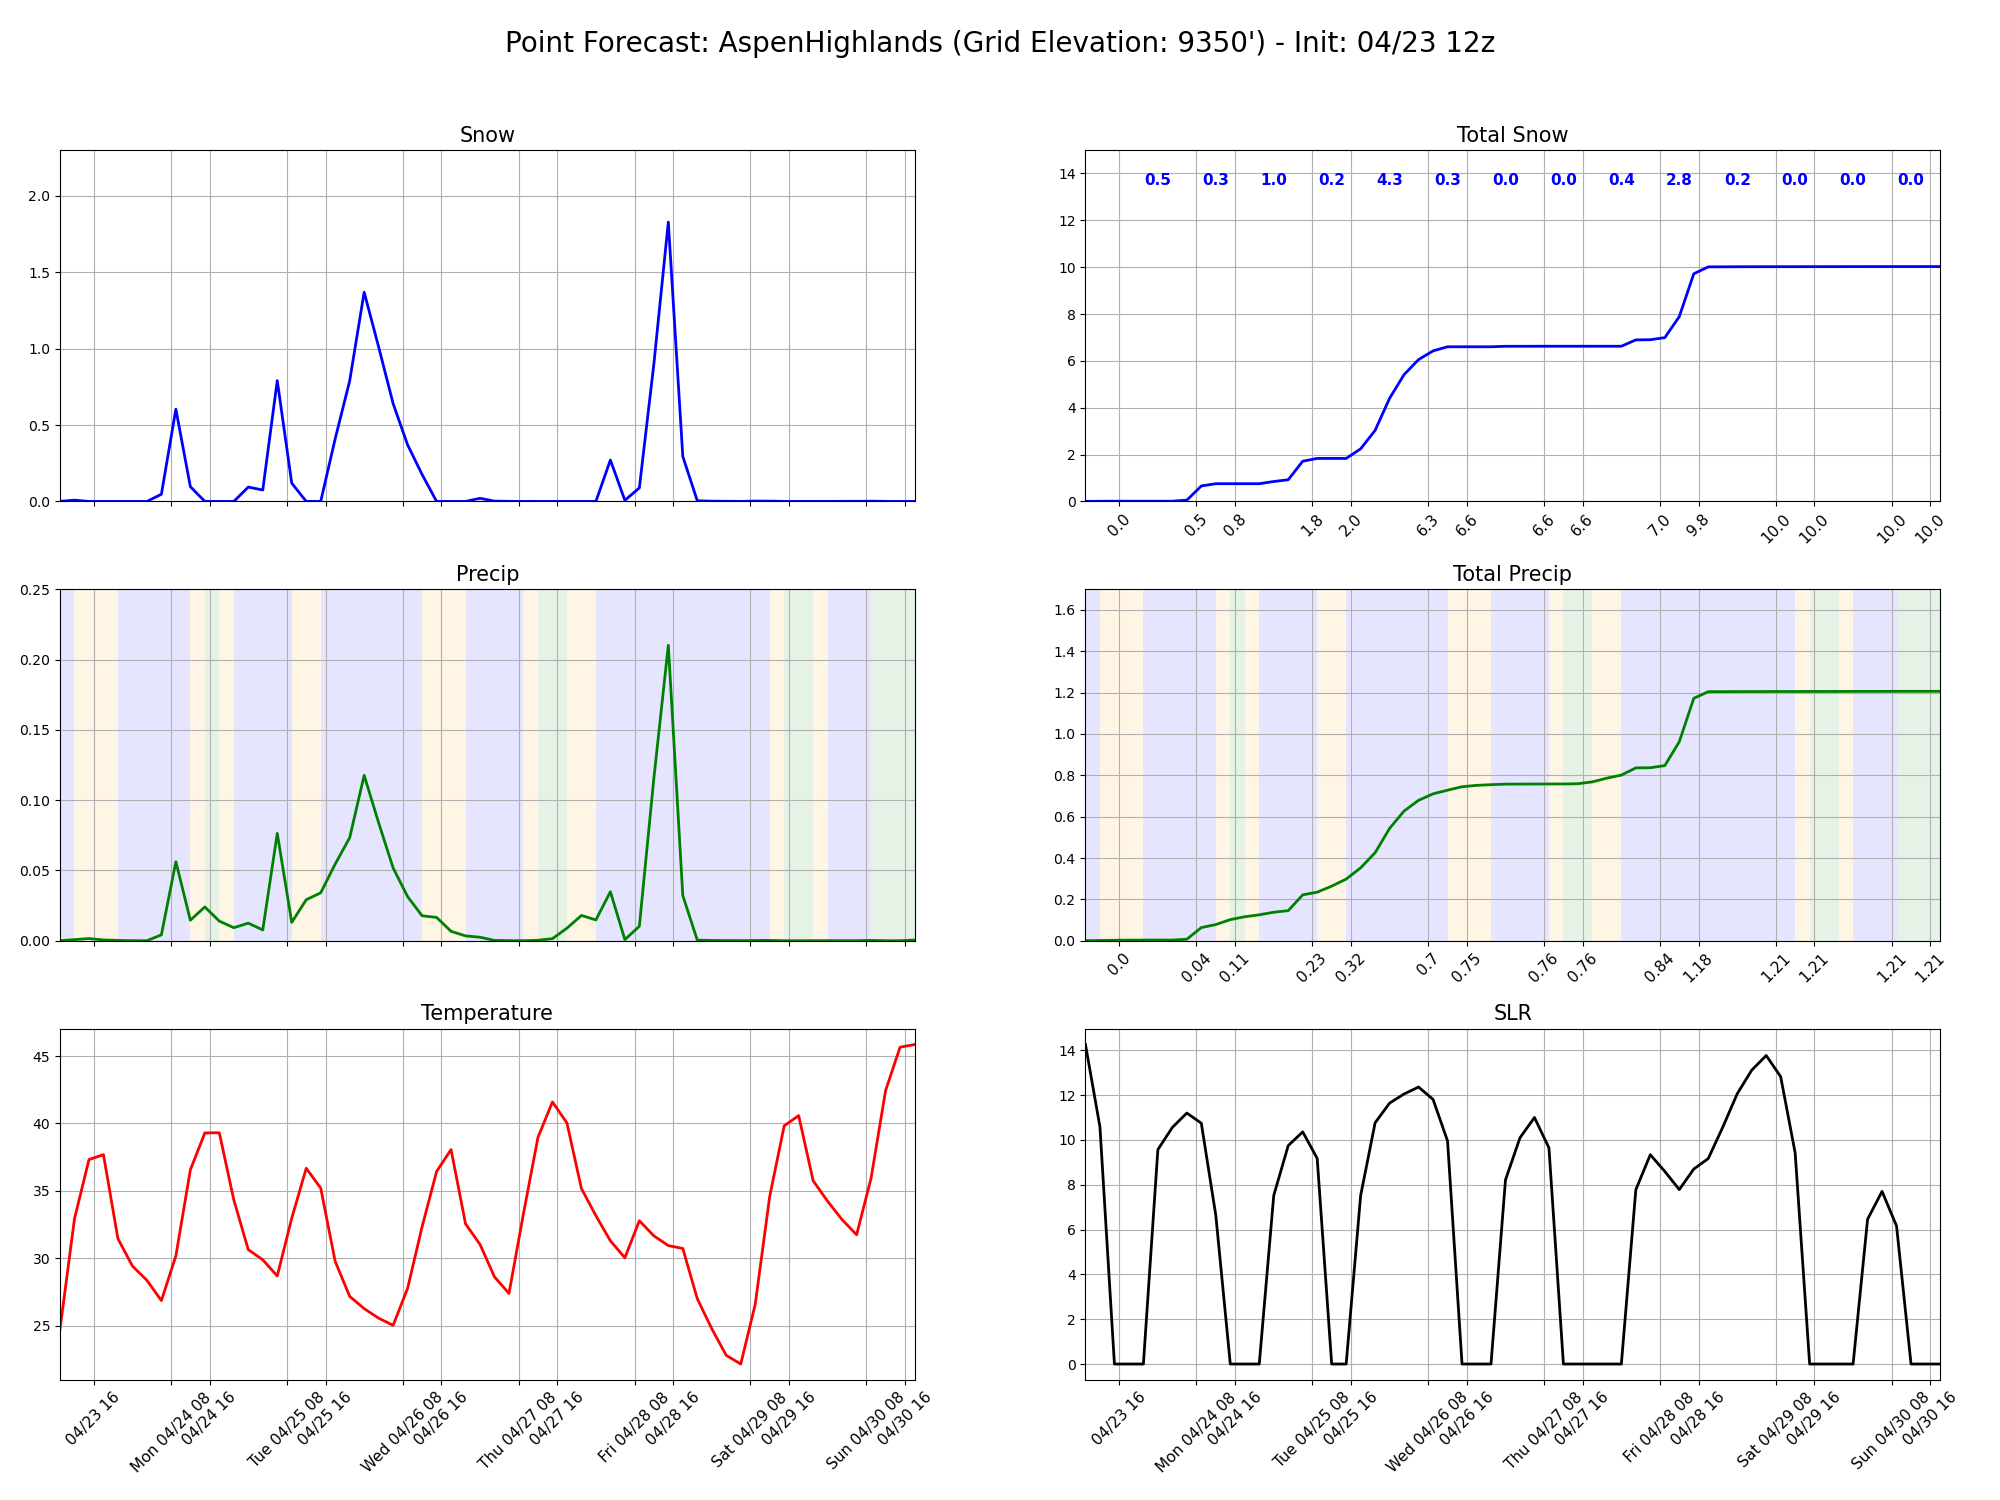 Point Forecast: AspenHighlands (Grid Elevation: 9350') - Init: 04/23 12z
Snow
2.0
1.5
1.0
0.5
0.0
Total Snow
14
12
10
8
6
4
2
0
0.5 0.3 1.0 0.2 4.3 0.3 0.0 0.0 0.4 2.8 0.2 0.0 0.0 0.0
0.0 0.5 0.8 1.8 2.0 6.3 6.6 6.6 6.6 7.0 9.8 10.0 10.0 10.0 10.0
Precip
0.25
0.20
0.15
0.10
0.05
0.00
Total Precip
1.6
1.4
1.2
1.0
0.8
0.6
0.4
0.2
0.0
0.0 0.04 0.11 0.23 0.32 0.7 0.75 0.76 0.76 0.84 1.18 1.21 1.21 1.21 1.21
Temperature
45
40
35
30
25
04/23 16
Mon 04/24 08
04/24 16
Tue 04/25 08
04/25 16
Wed 04/26 08
04/26 16
Thu 04/27 08
04/27 16
Fri 04/28 08
04/28 16
Sat 04/29 08
04/29 16
Sun 04/30 08
04/30 16
SLR
14
12
10
8
6
4
2
0
04/23 16
Mon 04/24 08
04/24 16
Tue 04/25 08
04/25 16
Wed 04/26 08
04/26 16
Thu 04/27 08
04/27 16
Fri 04/28 08
04/28 16
Sat 04/29 08
04/29 16
Sun 04/30 08
04/30 16